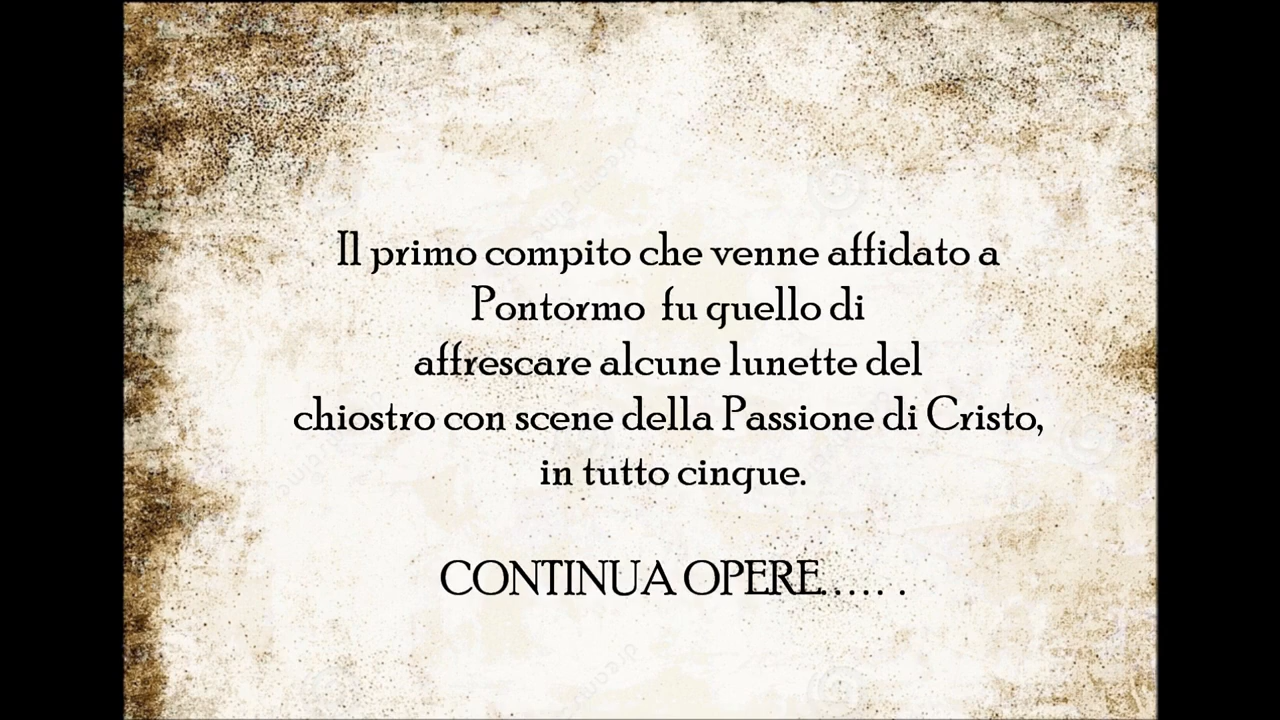 Il primo compito che venne affidato a
Pontormo fu quello di
affrescare alcune lunette del
chiostro con scene della Passione di Cristo,
in tutto cinque.
CONTINUA OPERE..... .